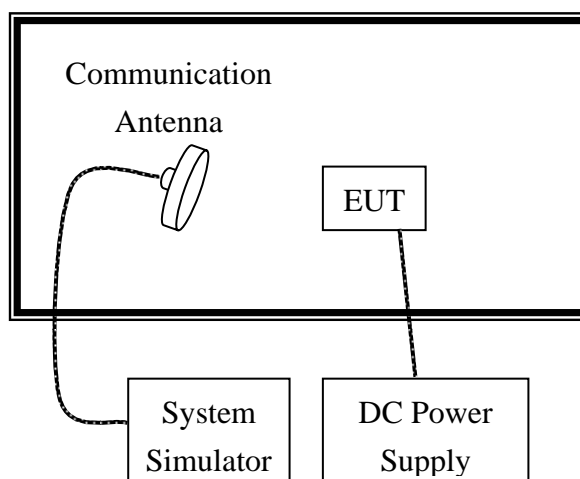 Communication
Antenna
EUT
System
Simulator
DC Power
Supply